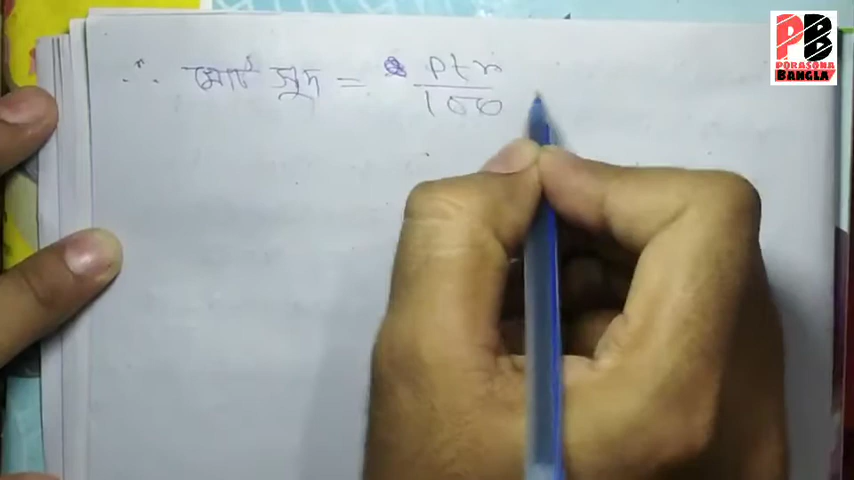 ∴ মোট সুদ = ptr/100
PB
PORASONA
BANGLA